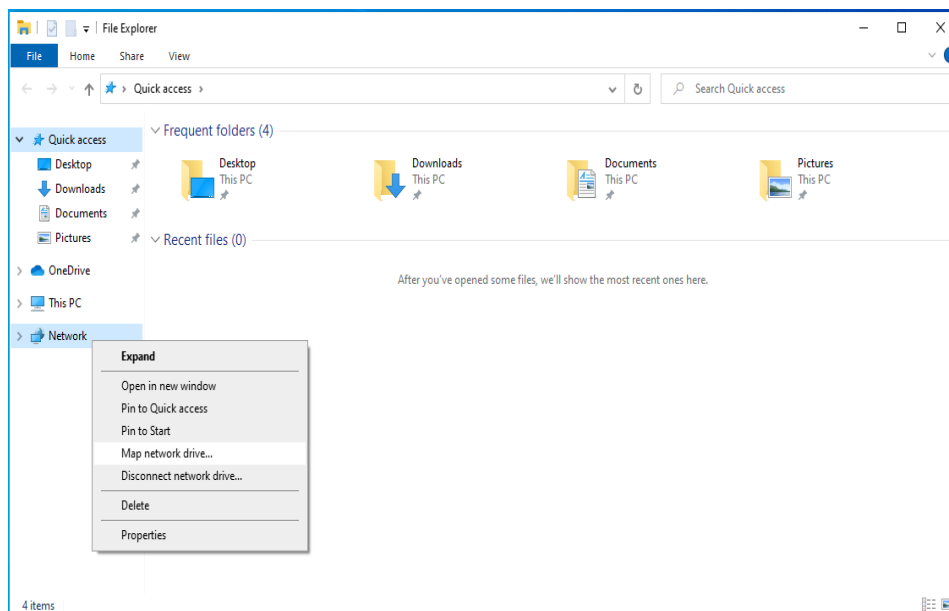 File Explorer
File Home Share View
Quick access
Search Quick access
Quick access
Desktop
Downloads
Documents
Pictures
OneDrive
This PC
Network
Frequent folders (4)
Desktop
This PC
Downloads
This PC
Documents
This PC
Pictures
This PC
Recent files (0)
After you've opened some files, we'll show the most recent ones here.
Expand
Open in new window
Pin to Quick access
Pin to Start
Map network drive...
Disconnect network drive...
Delete
Properties
4 items